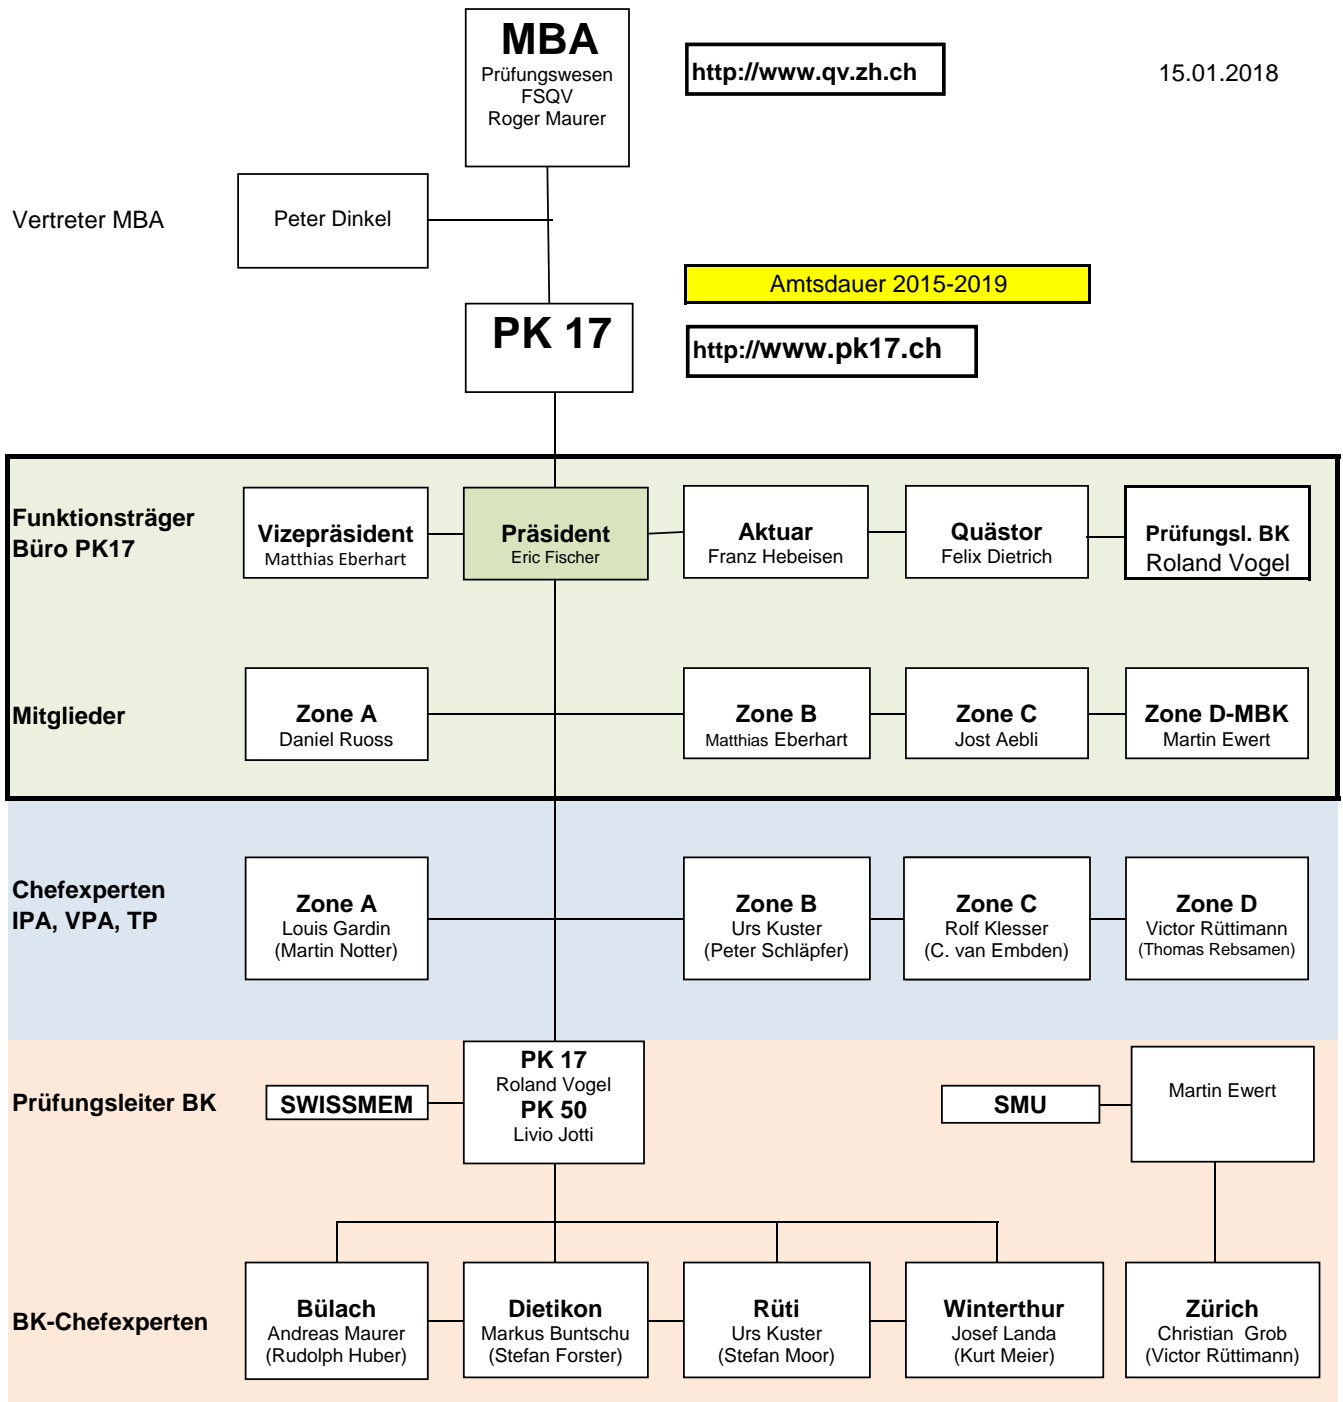 MBA
Prüfungswesen
FSQV
Roger Maurer
http://www.qv.zh.ch
15.01.2018
Vertreter MBA
Peter Dinkel
Amtsdauer 2015-2019
PK 17
http://www.pk17.ch
Funktionsträger
Büro PK17
Vizepräsident
Matthias Eberhart
Präsident
Eric Fischer
Aktuar
Franz Hebeisen
Quästor
Felix Dietrich
Prüfungsl. BK
Roland Vogel
Mitglieder
Zone A
Daniel Ruoss
Zone B
Matthias Eberhart
Zone C
Jost Aebli
Zone D-MBK
Martin Ewert
Chefexperten
IPA, VPA, TP
Zone A
Louis Gardin
(Martin Notter)
Zone B
Urs Kuster
(Peter Schläpfer)
Zone C
Rolf Klesser
(C. van Embden)
Zone D
Victor Rüttimann
(Thomas Rebsamen)
Prüfungsleiter BK
SWISSMEM
PK 17
Roland Vogel
PK 50
Livio Jotti
SMU
Martin Ewert
BK-Chefexperten
Bülach
Andreas Maurer
(Rudolph Huber)
Dietikon
Markus Buntschu
(Stefan Forster)
Rüti
Urs Kuster
(Stefan Moor)
Winterthur
Josef Landa
(Kurt Meier)
Zürich
Christian Grob
(Victor Rüttimann)